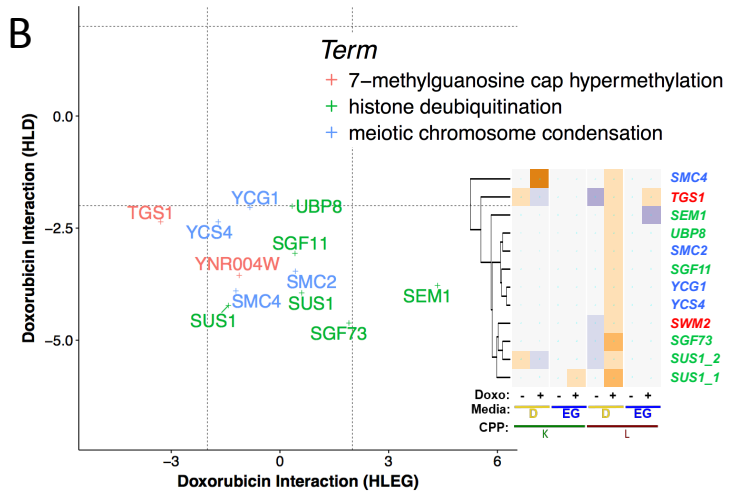 B
Term
7−methylguanosine cap hypermethylation
histone deubiquitination
meiotic chromosome condensation
Doxorubicin Interaction (HLD)
0.0
−2.5
−5.0
YCG1
TGS1
UBP8
YCS4
SGF11
YNR004W
SMC2
SEM1
SMC4
SUS1
SUS1
SGF73
−3
0
3
6
Doxorubicin Interaction (HLEG)
SMC4
TGS1
SEM1
UBP8
SMC2
SGF11
YCG1
YCS4
SWM2
SGF73
SUS1_2
SUS1_1
Doxo: - + - + - + - +
Media: D EG D EG
CPP: K L